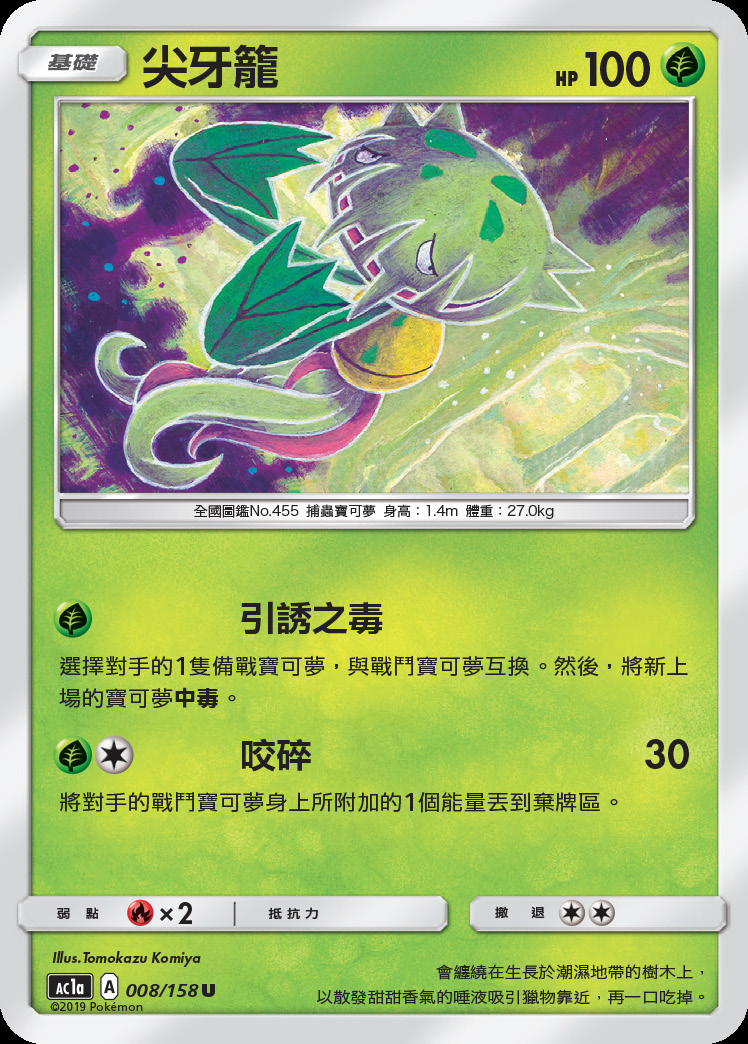 基礎 尖牙籠 HP 100
全國圖鑑No.455 捕蟲寶可夢 身高：1.4m 體重：27.0kg
引誘之毒
選擇對手的1隻備戰寶可夢，與戰鬥寶可夢互換。然後，將新上
場的寶可夢中毒。
咬碎 30
將對手的戰鬥寶可夢身上所附加的1個能量丟到棄牌區。
弱點 ×2 抵抗力 撤退
Illus.Tomokazu Komiya
AC1a A 008/158 U
©2019 Pokémon
會纏繞在生長於潮濕地帶的樹木上，
以散發甜甜香氣的唾液吸引獵物靠近，再一口吃掉。